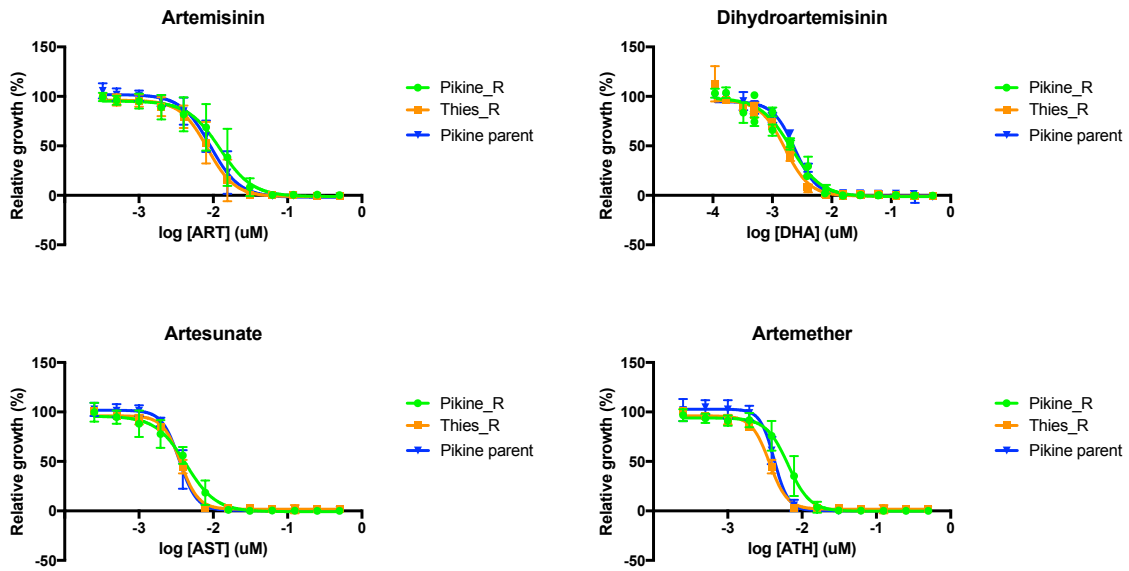 Artemisinin
Relative growth (%)
150
100
50
0
-50
-3
-2
-1
0
log [ART] (uM)
Pikine_R
Thies_R
Pikine parent
Dihydroartemisinin
Relative growth (%)
150
100
50
0
-50
-4
-3
-2
-1
0
log [DHA] (uM)
Pikine_R
Thies_R
Pikine parent
Artesunate
Relative growth (%)
150
100
50
0
-50
-3
-2
-1
0
log [AST] (uM)
Pikine_R
Thies_R
Pikine parent
Artemether
Relative growth (%)
150
100
50
0
-50
-3
-2
-1
0
log [ATH] (uM)
Pikine_R
Thies_R
Pikine parent